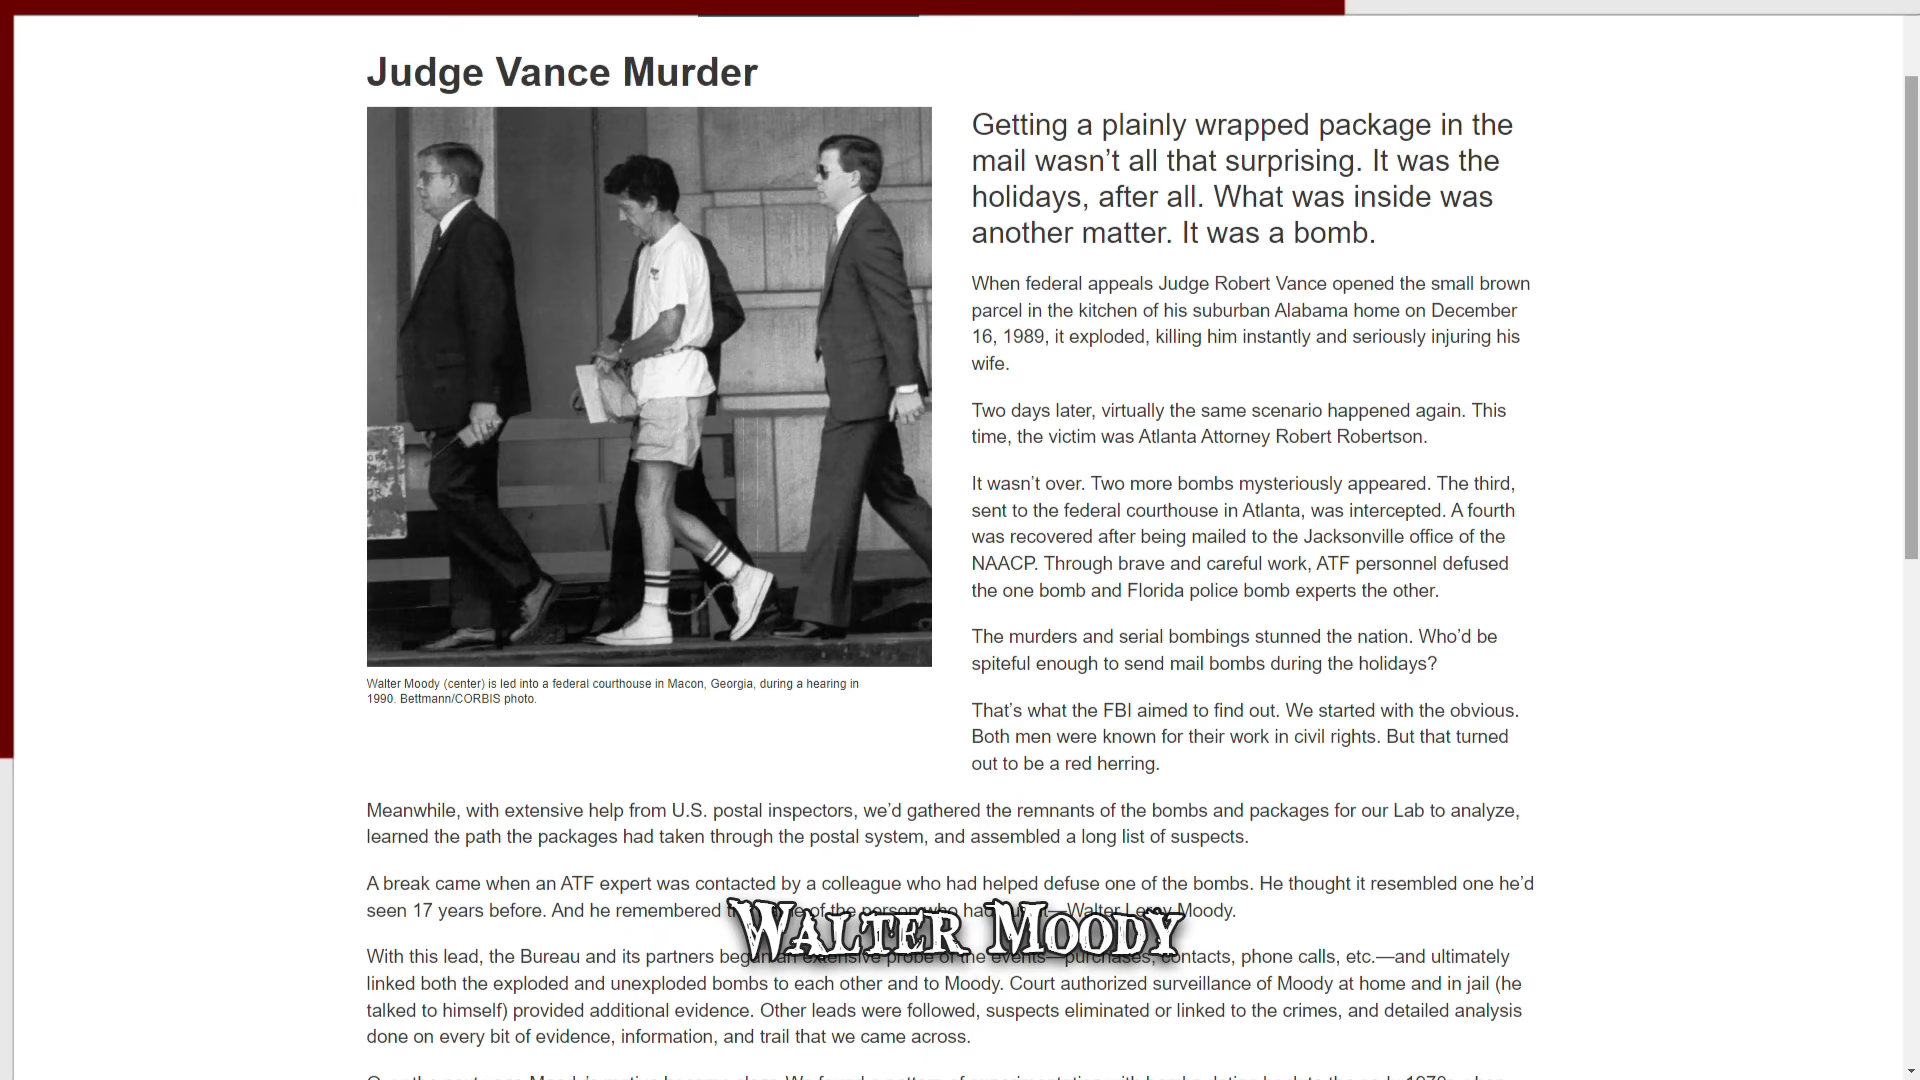 Judge Vance Murder
Getting a plainly wrapped package in the
mail wasn’t all that surprising. It was the
holidays, after all. What was inside was
another matter. It was a bomb.
When federal appeals Judge Robert Vance opened the small brown
parcel in the kitchen of his suburban Alabama home on December
16, 1989, it exploded, killing him instantly and seriously injuring his
wife.
Two days later, virtually the same scenario happened again. This
time, the victim was Atlanta Attorney Robert Robertson.
It wasn’t over. Two more bombs mysteriously appeared. The third,
sent to the federal courthouse in Atlanta, was intercepted. A fourth
was recovered after being mailed to the Jacksonville office of the
NAACP. Through brave and careful work, ATF personnel defused
the one bomb and Florida police bomb experts the other.
The murders and serial bombings stunned the nation. Who’d be
spiteful enough to send mail bombs during the holidays?
That’s what the FBI aimed to find out. We started with the obvious.
Both men were known for their work in civil rights. But that turned
out to be a red herring.
Walter Moody (center) is led into a federal courthouse in Macon, Georgia, during a hearing in
1990. Bettmann/CORBIS photo.
Meanwhile, with extensive help from U.S. postal inspectors, we’d gathered the remnants of the bombs and packages for our Lab to analyze,
learned the path the packages had taken through the postal system, and assembled a long list of suspects.
A break came when an ATF expert was contacted by a colleague who had helped defuse one of the bombs. He thought it resembled one he’d
seen 17 years before. And he remembered of the person who had —Walter Leroy Moody.
Walter Moody
With this lead, the Bureau and its partners began an extensive probe of the events—purchases, contacts, phone calls, etc.—and ultimately
linked both the exploded and unexploded bombs to each other and to Moody. Court authorized surveillance of Moody at home and in jail (he
talked to himself) provided additional evidence. Other leads were followed, suspects eliminated or linked to the crimes, and detailed analysis
done on every bit of evidence, information, and trail that we came across.